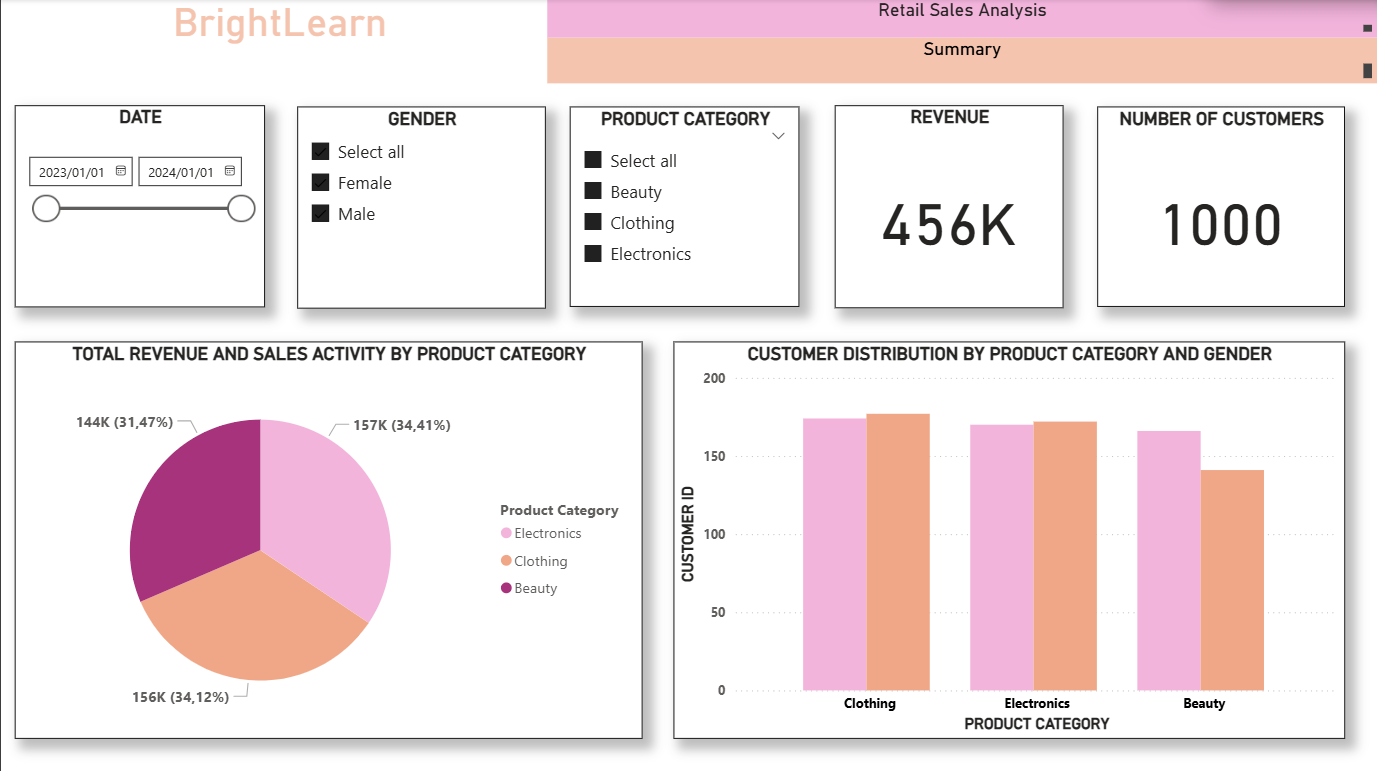 BrightLearn
Retail Sales Analysis
Summary
DATE
2023/01/01
2024/01/01
GENDER
Select all
Female
Male
PRODUCT CATEGORY
Select all
Beauty
Clothing
Electronics
REVENUE
456K
NUMBER OF CUSTOMERS
1000
TOTAL REVENUE AND SALES ACTIVITY BY PRODUCT CATEGORY
144K (31,47%)
157K (34,41%)
156K (34,12%)
Product Category
Electronics
Clothing
Beauty
CUSTOMER DISTRIBUTION BY PRODUCT CATEGORY AND GENDER
CUSTOMER ID
200
150
100
50
0
Clothing
Electronics
Beauty
PRODUCT CATEGORY